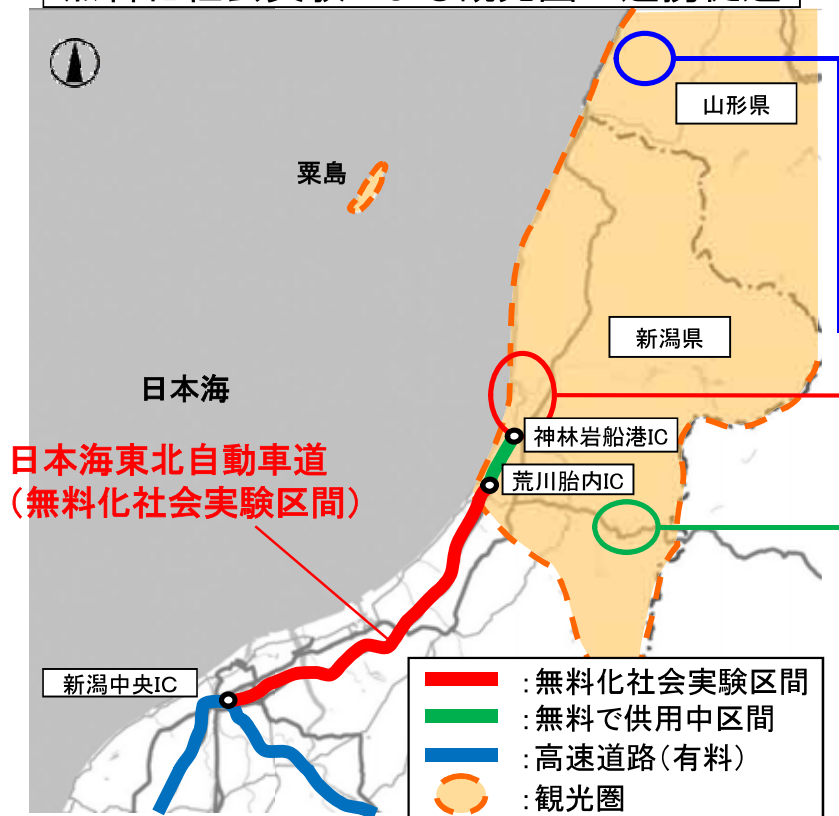 山形県
粟島
新潟県
日本海
神林岩船港IC
日本海東北自動車道
(無料化社会実験区間)
荒川胎内IC
新潟中央IC
:無料化社会実験区間
:無料で供用中区間
:高速道路(有料)
:観光圏